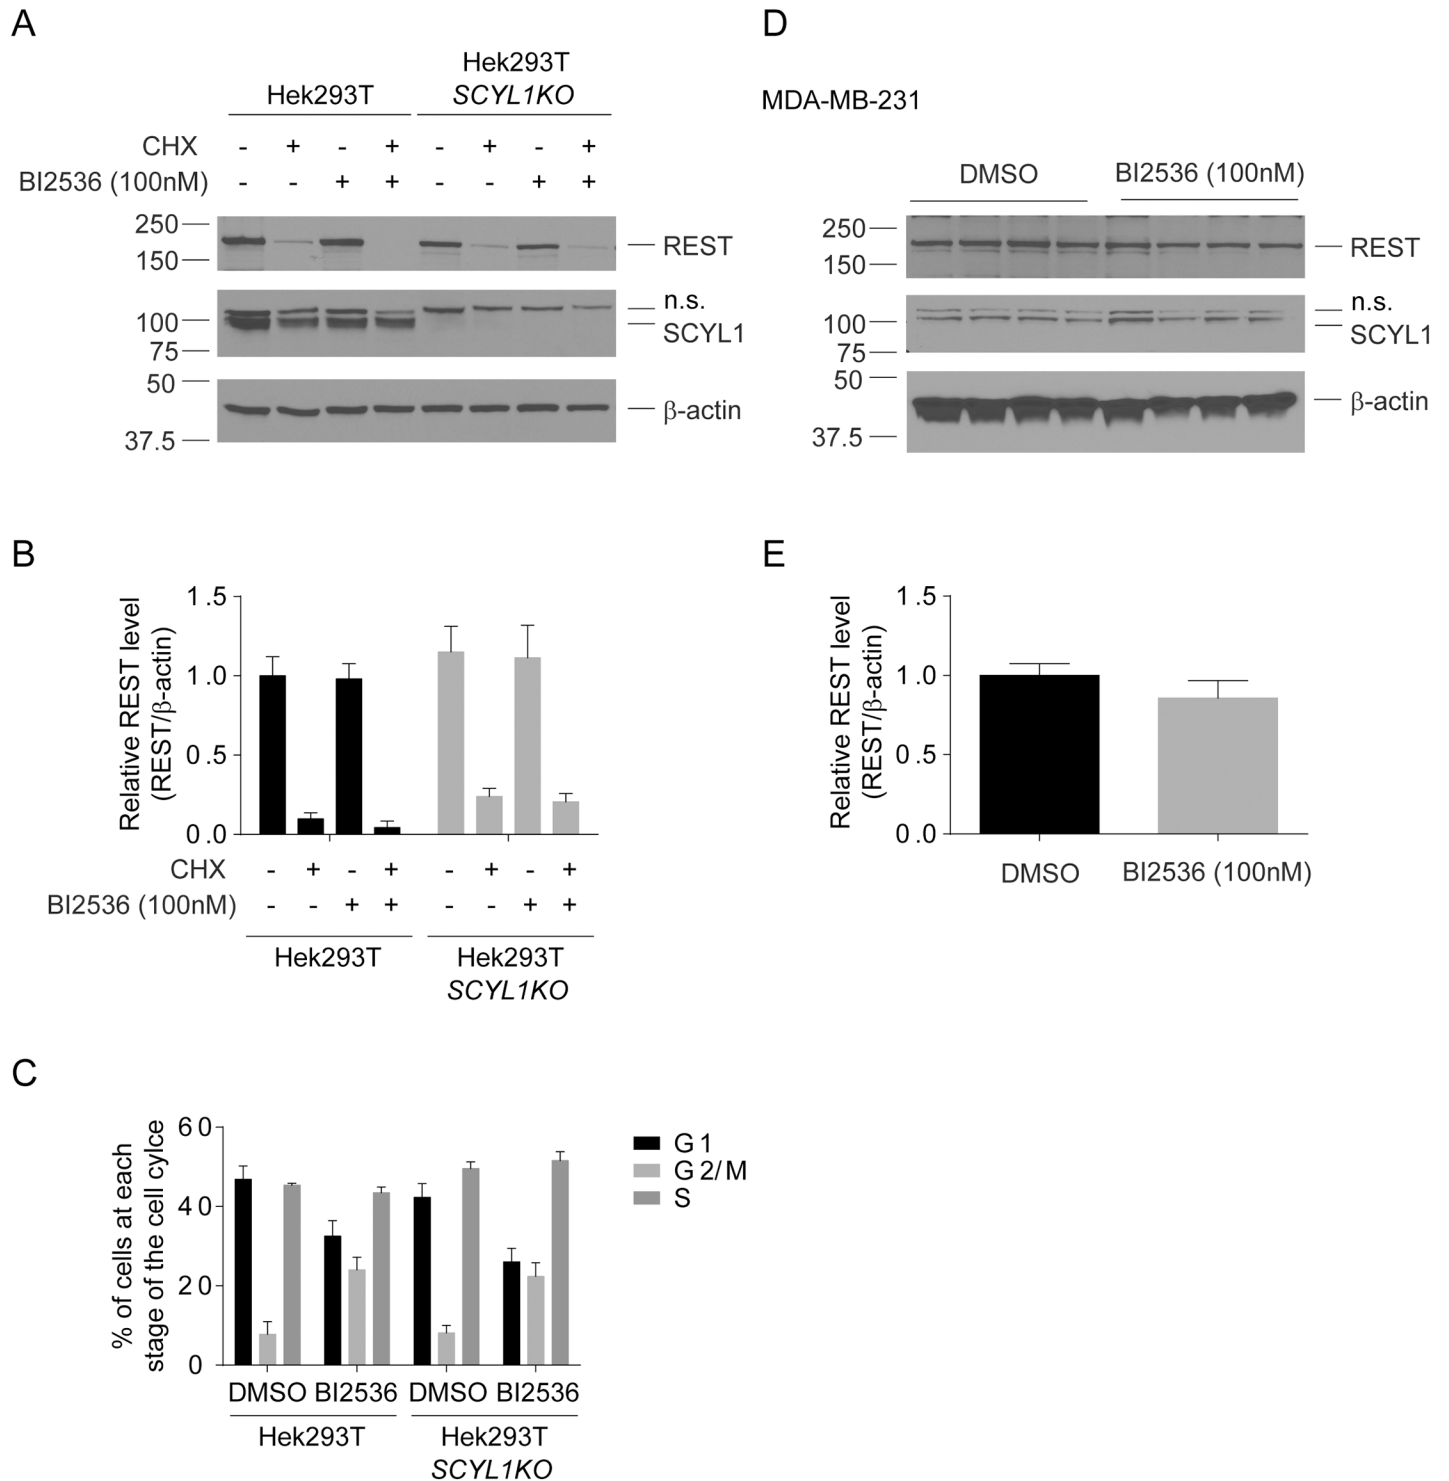 A
Hek293T
Hek293T
SCYL1KO
CHX - + - + - + - +
BI2536 (100nM) - - + + - - + +
250
150
REST
100
75
n.s.
SCYL1
50
37.5
β-actin
D
MDA-MB-231
DMSO BI2536 (100nM)
250
150
REST
100
75
n.s.
SCYL1
50
37.5
β-actin
B
Relative REST level
(REST/β-actin)
1.5
1.0
0.5
0.0
CHX - + - + - + - +
BI2536 (100nM) - - + + - - + +
Hek293T
Hek293T
SCYL1KO
E
Relative REST level
(REST/β-actin)
1.5
1.0
0.5
0.0
DMSO BI2536 (100nM)
C
% of cells at each
stage of the cell cylce
60
40
20
0
G1
G2/M
S
DMSO BI2536 DMSO BI2536
Hek293T
Hek293T
SCYL1KO